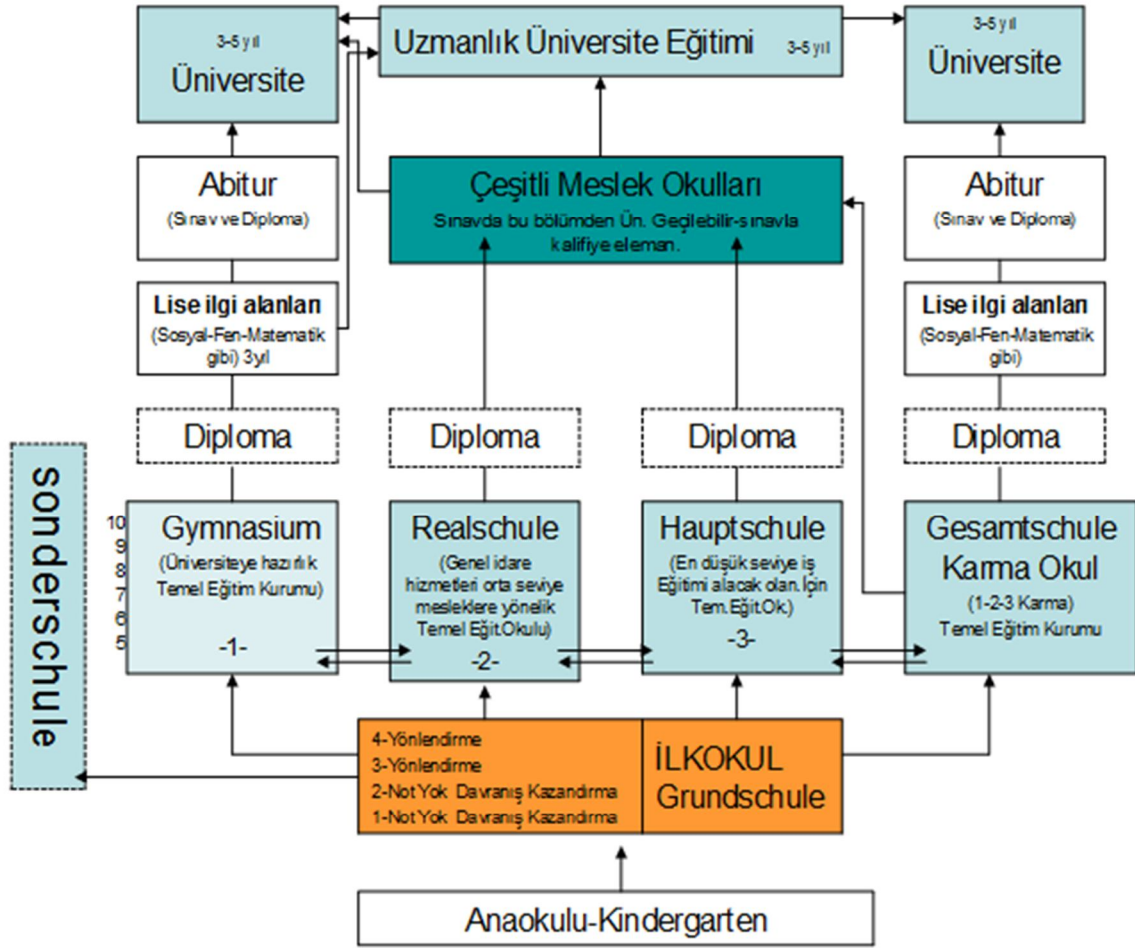 3-5 yıl
Üniversite
Uzmanlık Üniversite Eğitimi 3-5 yıl
3-5 yıl
Üniversite
Abitur
(Sınav ve Diploma)
Çeşitli Meslek Okulları
Sınavda bu bölümden Ün. Geçilebilir-sınavla
kalifiye eleman.
Abitur
(Sınav ve Diploma)
Lise ilgi alanları
(Sosyal-Fen-Matematik
gibi) 3yıl
Lise ilgi alanları
(Sosyal-Fen-Matematik
gibi)
Diploma
Diploma
Diploma
Diploma
sonderschule
10
9
8
7
6
5
Gymnasium
(Üniversiteye hazırlık
Temel Eğitim Kurumu)
-1-
Realschule
(Genel idare
hizmetleri orta seviye
mesleklere yönelik
Temel Eğit.Okulu)
-2-
Hauptschule
(En düşük seviye iş
Eğitimi alacak olan.İçin
Tem.Eğit.Ok.)
-3-
Gesamtschule
Karma Okul
(1-2-3 Karma)
Temel Eğitim Kurumu
4-Yönlendirme
3-Yönlendirme
2-Not Yok Davranış Kazandırma
1-Not Yok Davranış Kazandırma
İLKOKUL
Grundschule
Anaokulu-Kindergarten